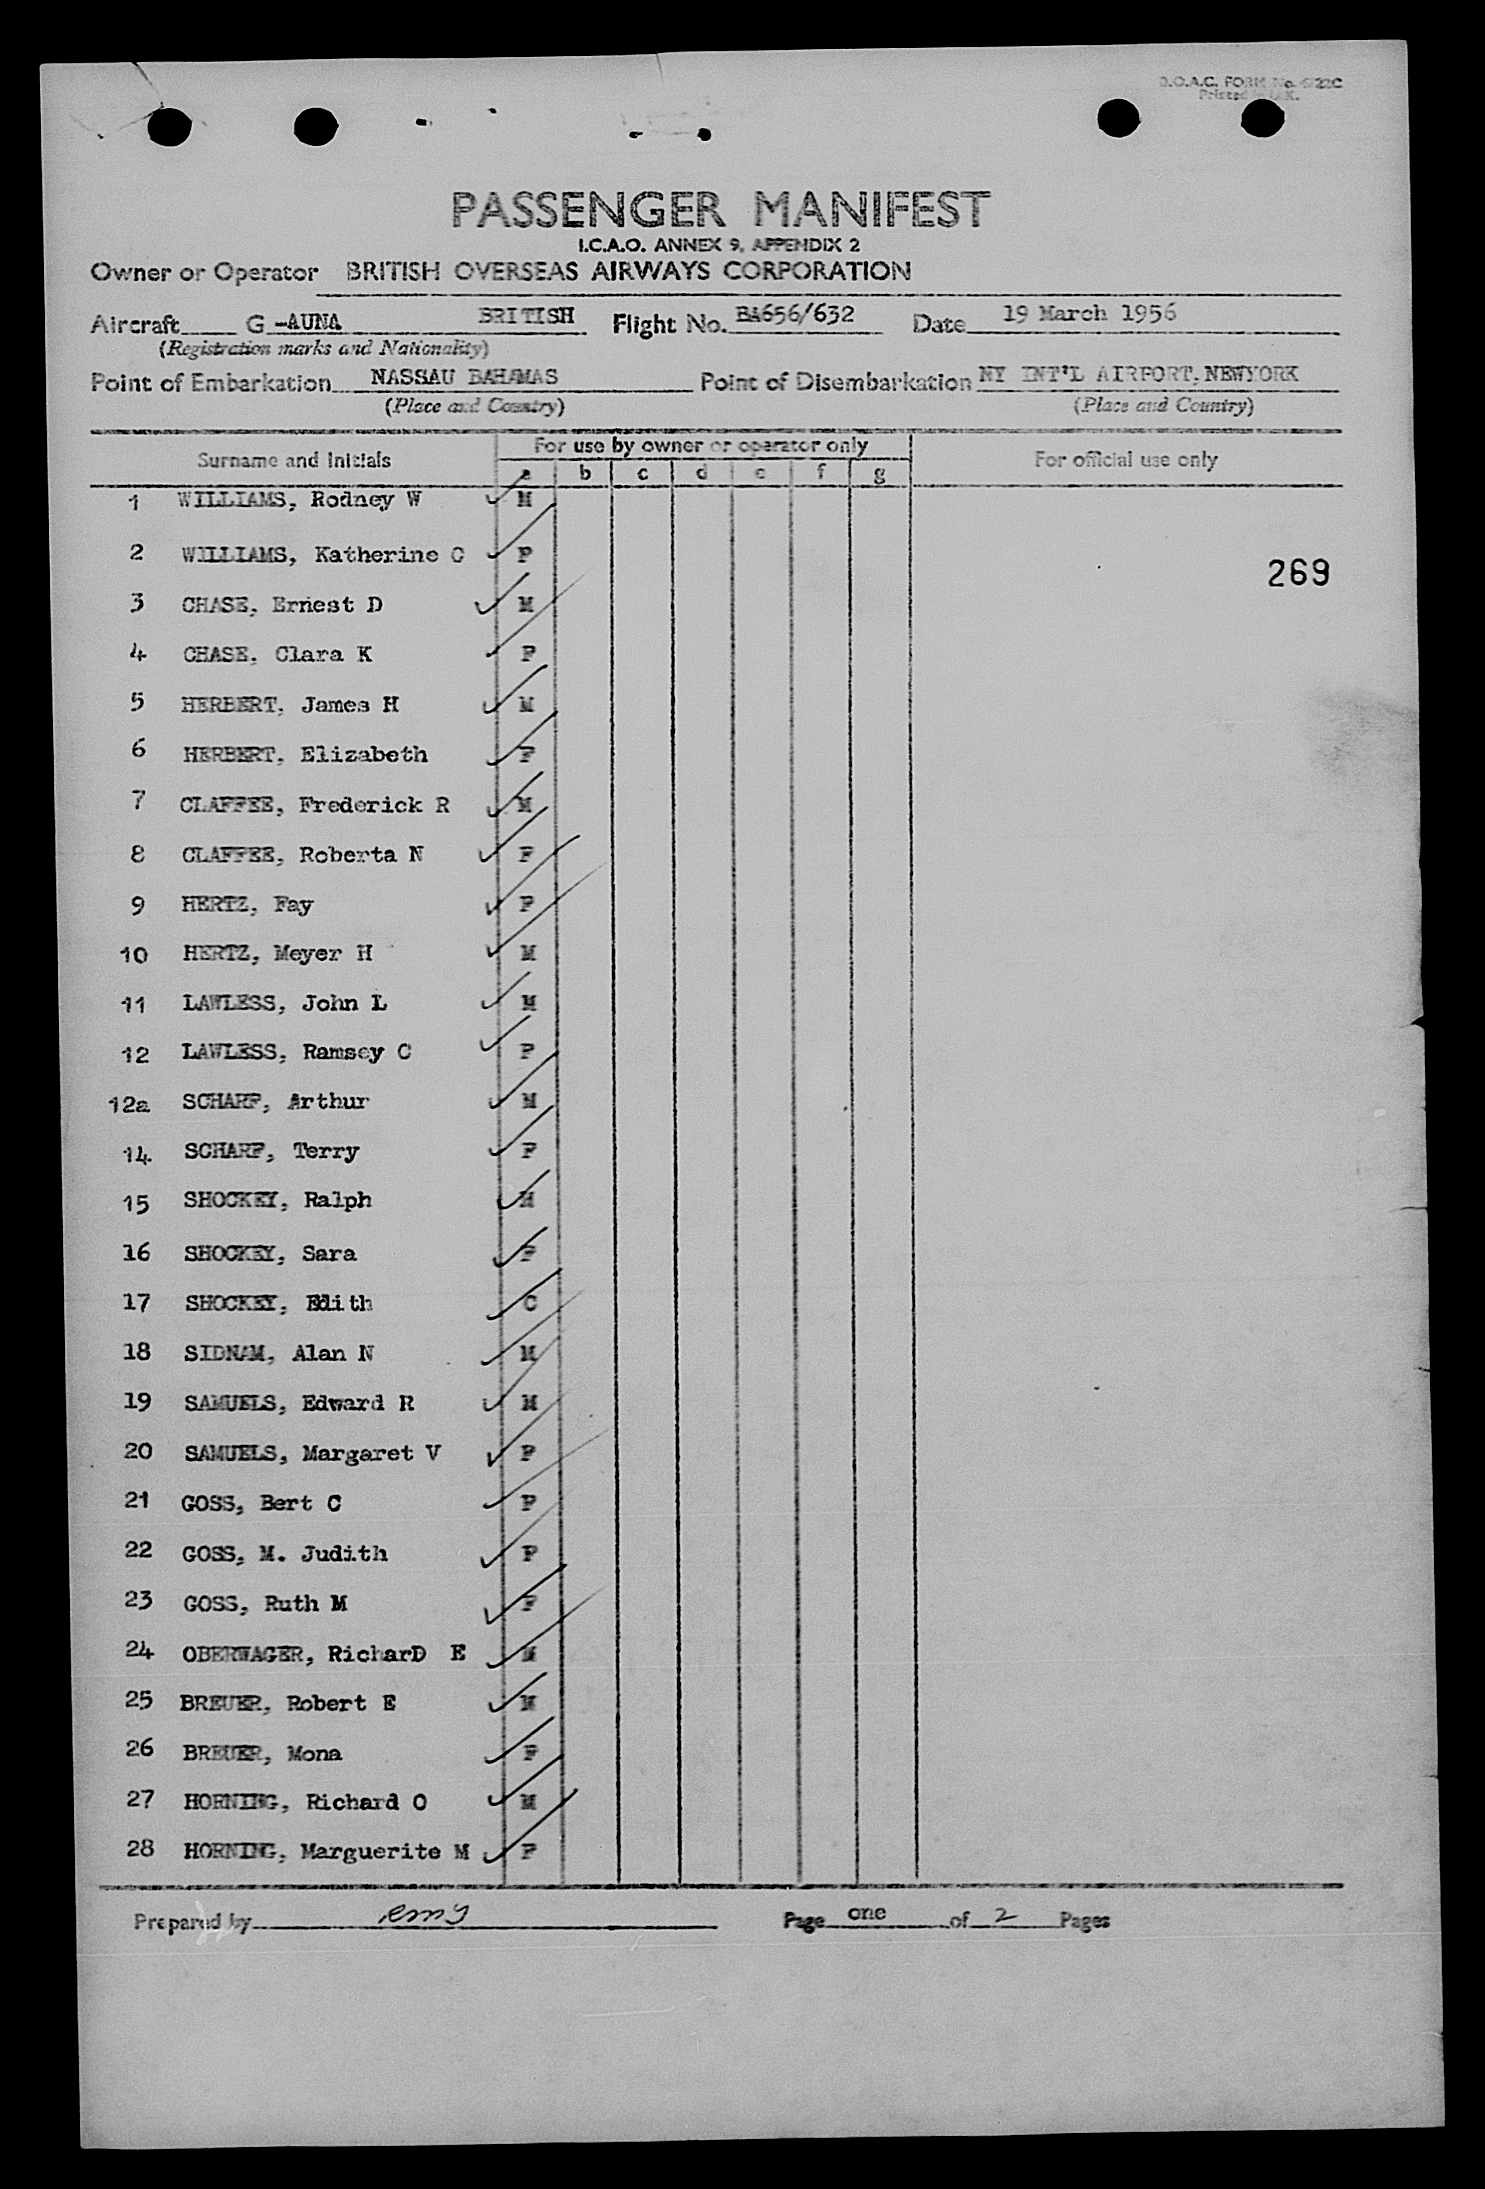 B.O.A.C. FORM No.
Printed in U.K.
PASSENGER MANIFEST
I.C.A.O. ANNEX 9, APPENDIX 2
Owner or Operator BRITISH OVERSEAS AIRWAYS CORPORATION
Aircraft G -AUNA BRITISH Flight No. BA656/632 Date 19 March 1956
(Registration marks and Nationality)
Point of Embarkation NASSAU BAHAMAS Point of Disembarkation NY INT'L AIRPORT, NEWYORK
(Place and Country) (Place and Country)
Surname and Initials For use by owner or operator only For official use only
a b c d e f g
1 WILLIAMS, Rodney W M
2 WILLIAMS, Katherine C F
269
3 CHASE, Ernest D M
4 CHASE, Clara K F
5 HERBERT, James H M
6 HERBERT, Elizabeth F
7 CLAFFEE, Frederick R M
8 CLAFFEE, Roberta N F
9 HERTZ, Fay F
10 HERTZ, Meyer H M
11 LAWLESS, John L M
12 LAWLESS, Ramsey C F
12a SCHARF, Arthur M
14 SCHARF, Terry F
15 SHOCKEY, Ralph M
16 SHOCKEY, Sara F
17 SHOCKEY, Edith C
18 SIDNAM, Alan N M
19 SAMUELS, Edward R M
20 SAMUELS, Margaret V F
21 GOSS, Bert C F
22 GOSS, M. Judith F
23 GOSS, Ruth M F
24 OBERWAGER, RicharD E M
25 BREUER, Robert E M
26 BREUER, Mona F
27 HORNING, Richard O M
28 HORNING, Marguerite M F
Prepared by Page one of 2 Pages